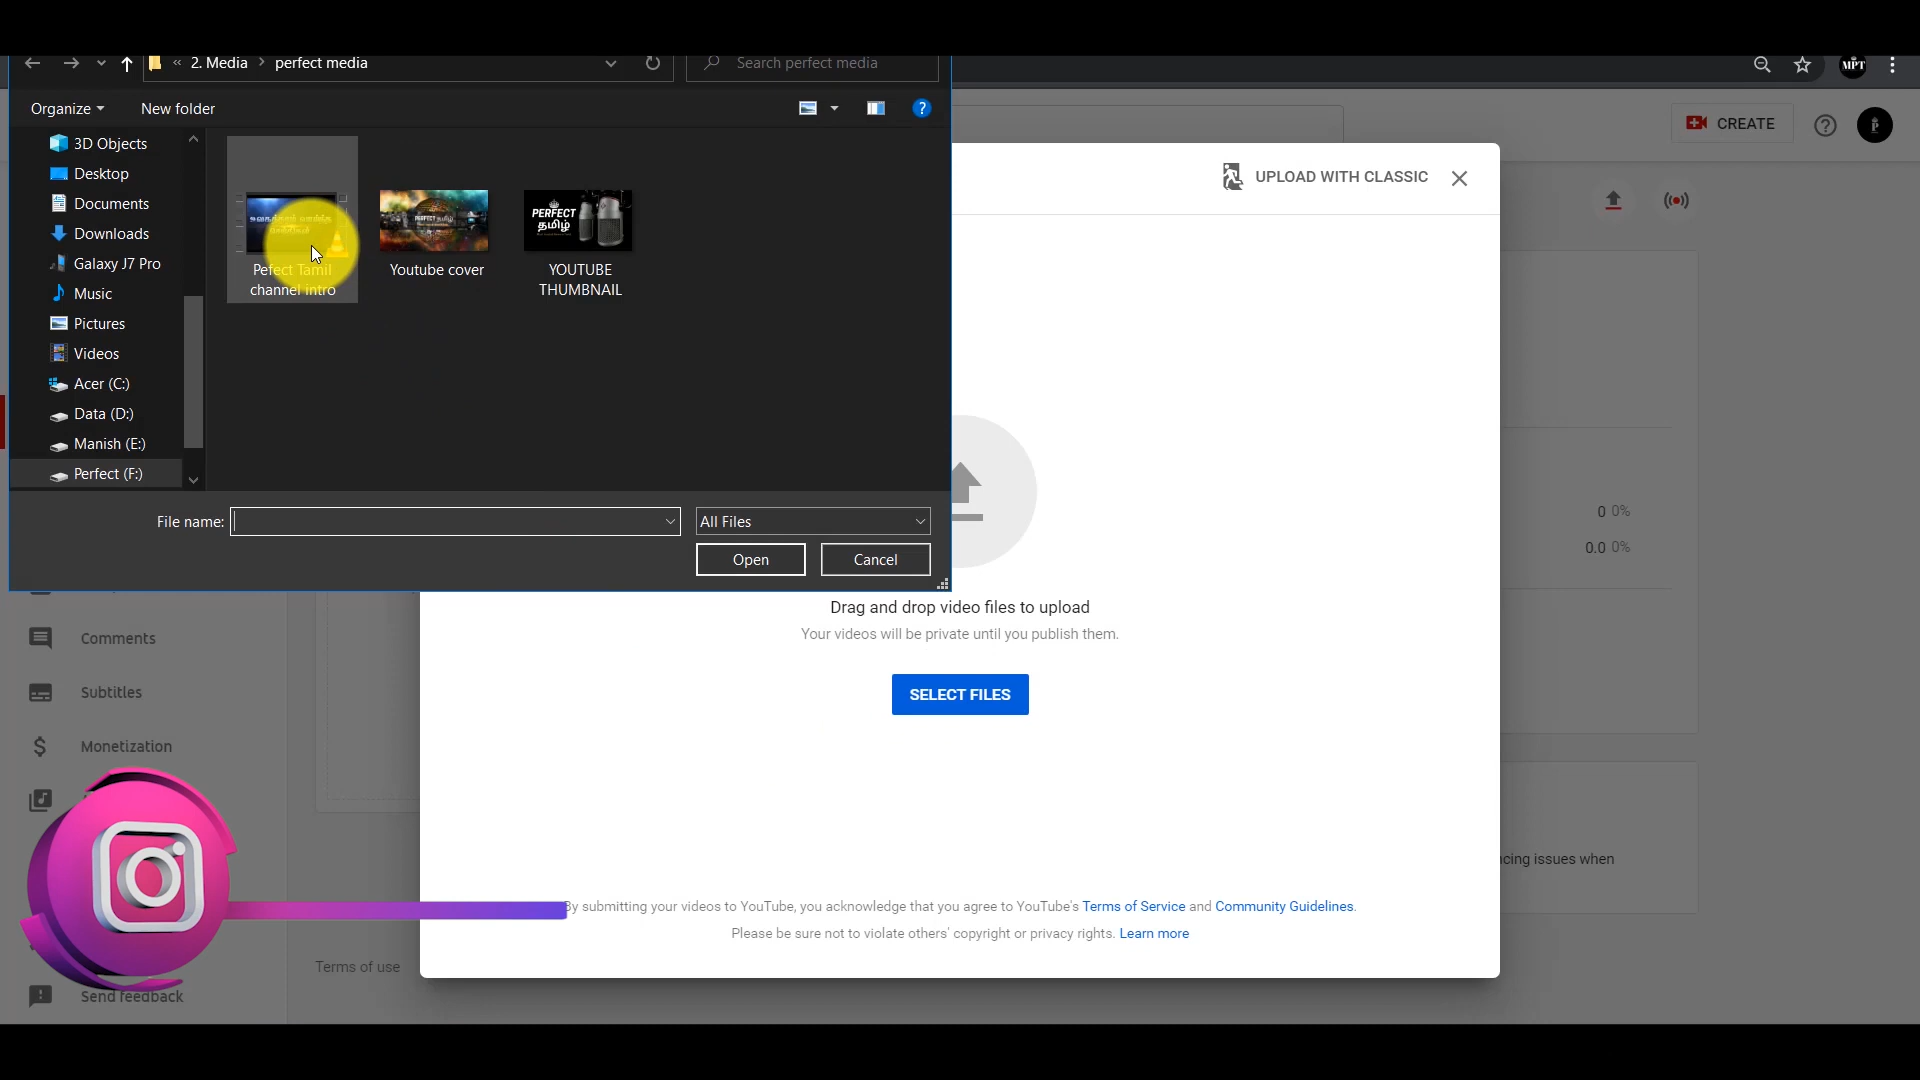 2. Media
perfect media
Search perfect media
MPT
Organize
New folder
CREATE
3D Objects
Desktop
Documents
Downloads
Galaxy J7 Pro
Music
Pictures
Videos
Acer (C:)
Data (D:)
Manish (E:)
Perfect (F:)
Pefect Tamil
channel intro
PERFECT
Youtube cover
PERFECT
தமிழ்
YOUTUBE
THUMBNAIL
UPLOAD WITH CLASSIC
File name:
All Files
Open
Cancel
0 0%
0.0 0%
Drag and drop video files to upload
Your videos will be private until you publish them.
SELECT FILES
Comments
Subtitles
Monetization
issues when
By submitting your videos to YouTube, you acknowledge that you agree to YouTube's Terms of Service and Community Guidelines.
Please be sure not to violate others' copyright or privacy rights. Learn more
Terms of use
Send feedback